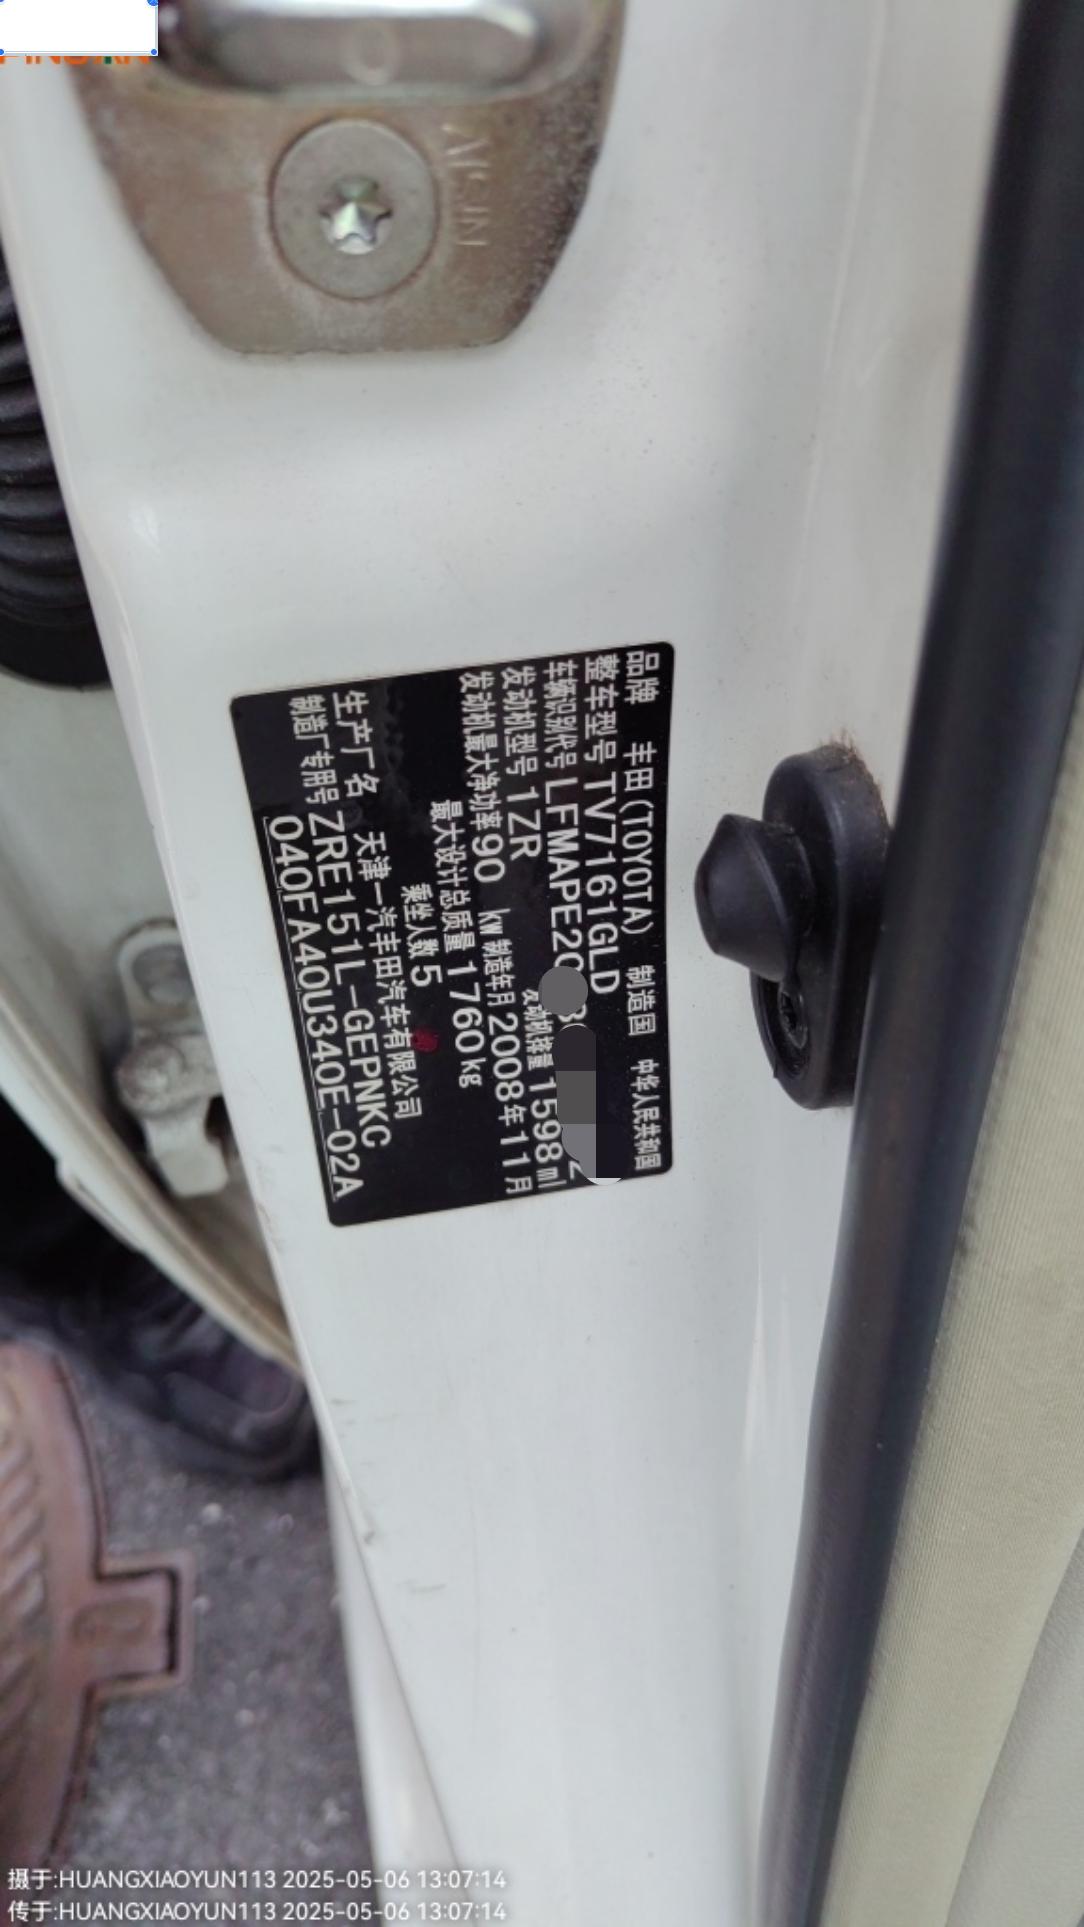 AISIN
品牌 丰田(TOYOTA) 制造国 中华人民共和国
整车型号 TV7161GLD
车辆识别代号 LFMAPE2
发动机型号 1ZR 发动机排量 1598ml
发动机最大净功率 90 kW 制造年月 2008年11月
最大设计总质量 1760kg
乘坐人数 5
生产厂名 天津一汽丰田汽车有限公司
制造厂专用号 ZRE151L-GEPNKC
040FA40U340E-02A
摄于:HUANGXIAOYUN113 2025-05-06 13:07:14
传于:HUANGXIAOYUN113 2025-05-06 13:07:14